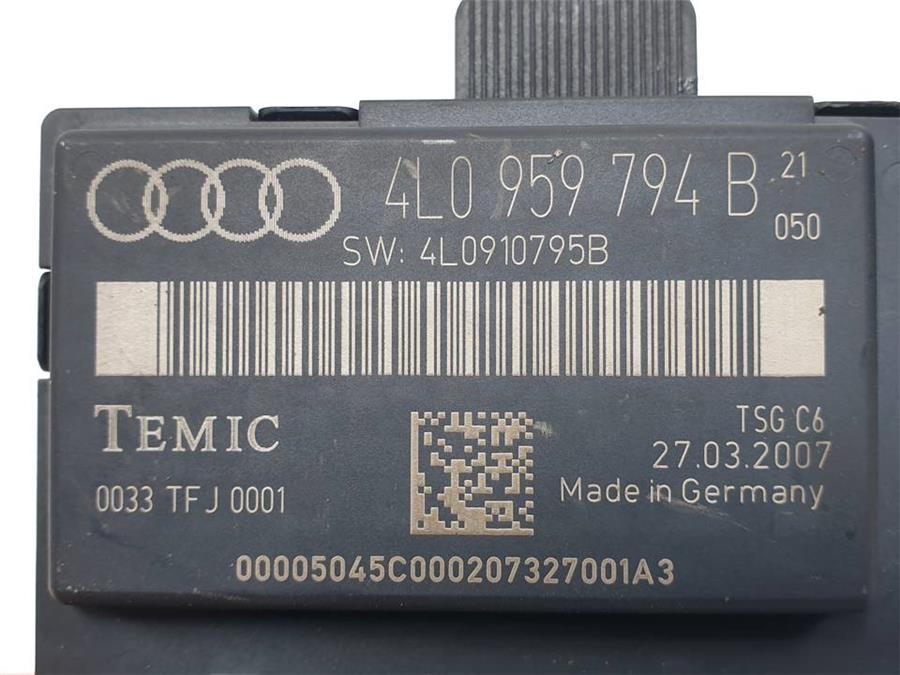 4L0 959 794 B 21
050
SW: 4L0910795B
TEMIC
TSG C6
27.03.2007
0033 TFJ 0001
Made in Germany
00005045C000207327001A3